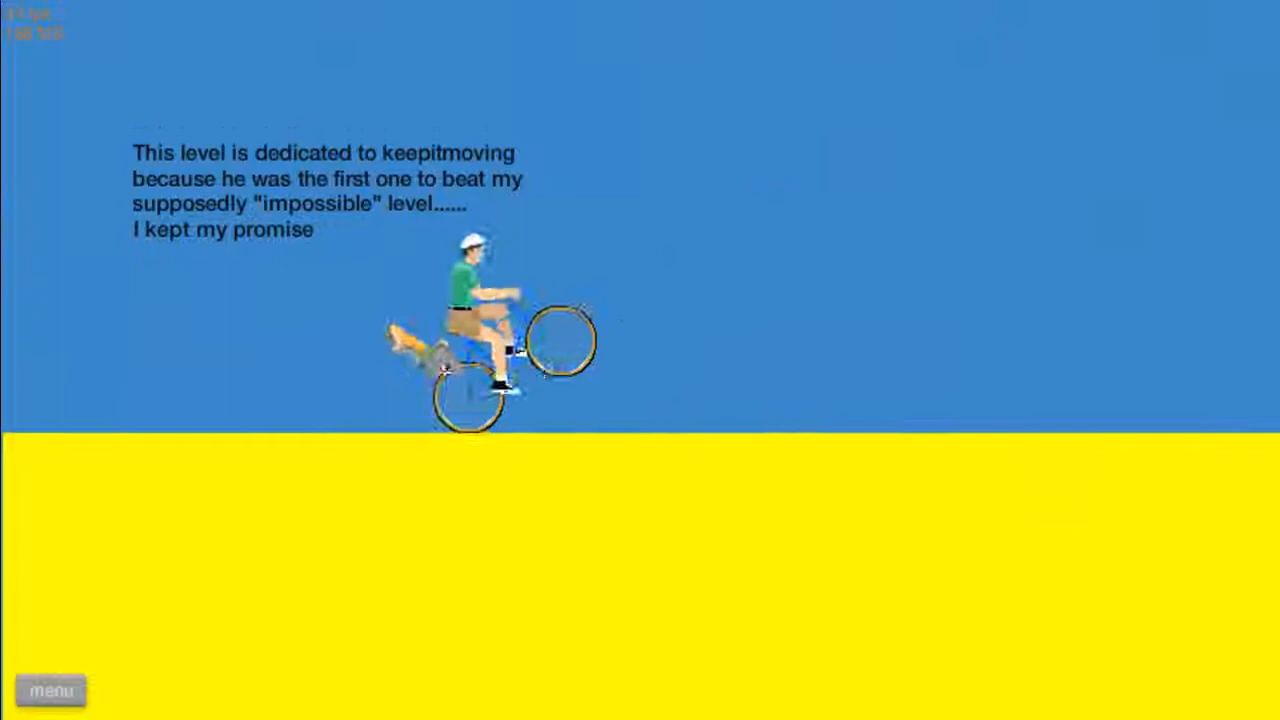 This level is dedicated to keepitmoving
because he was the first one to beat my
supposedly "impossible" level......
I kept my promise
menu